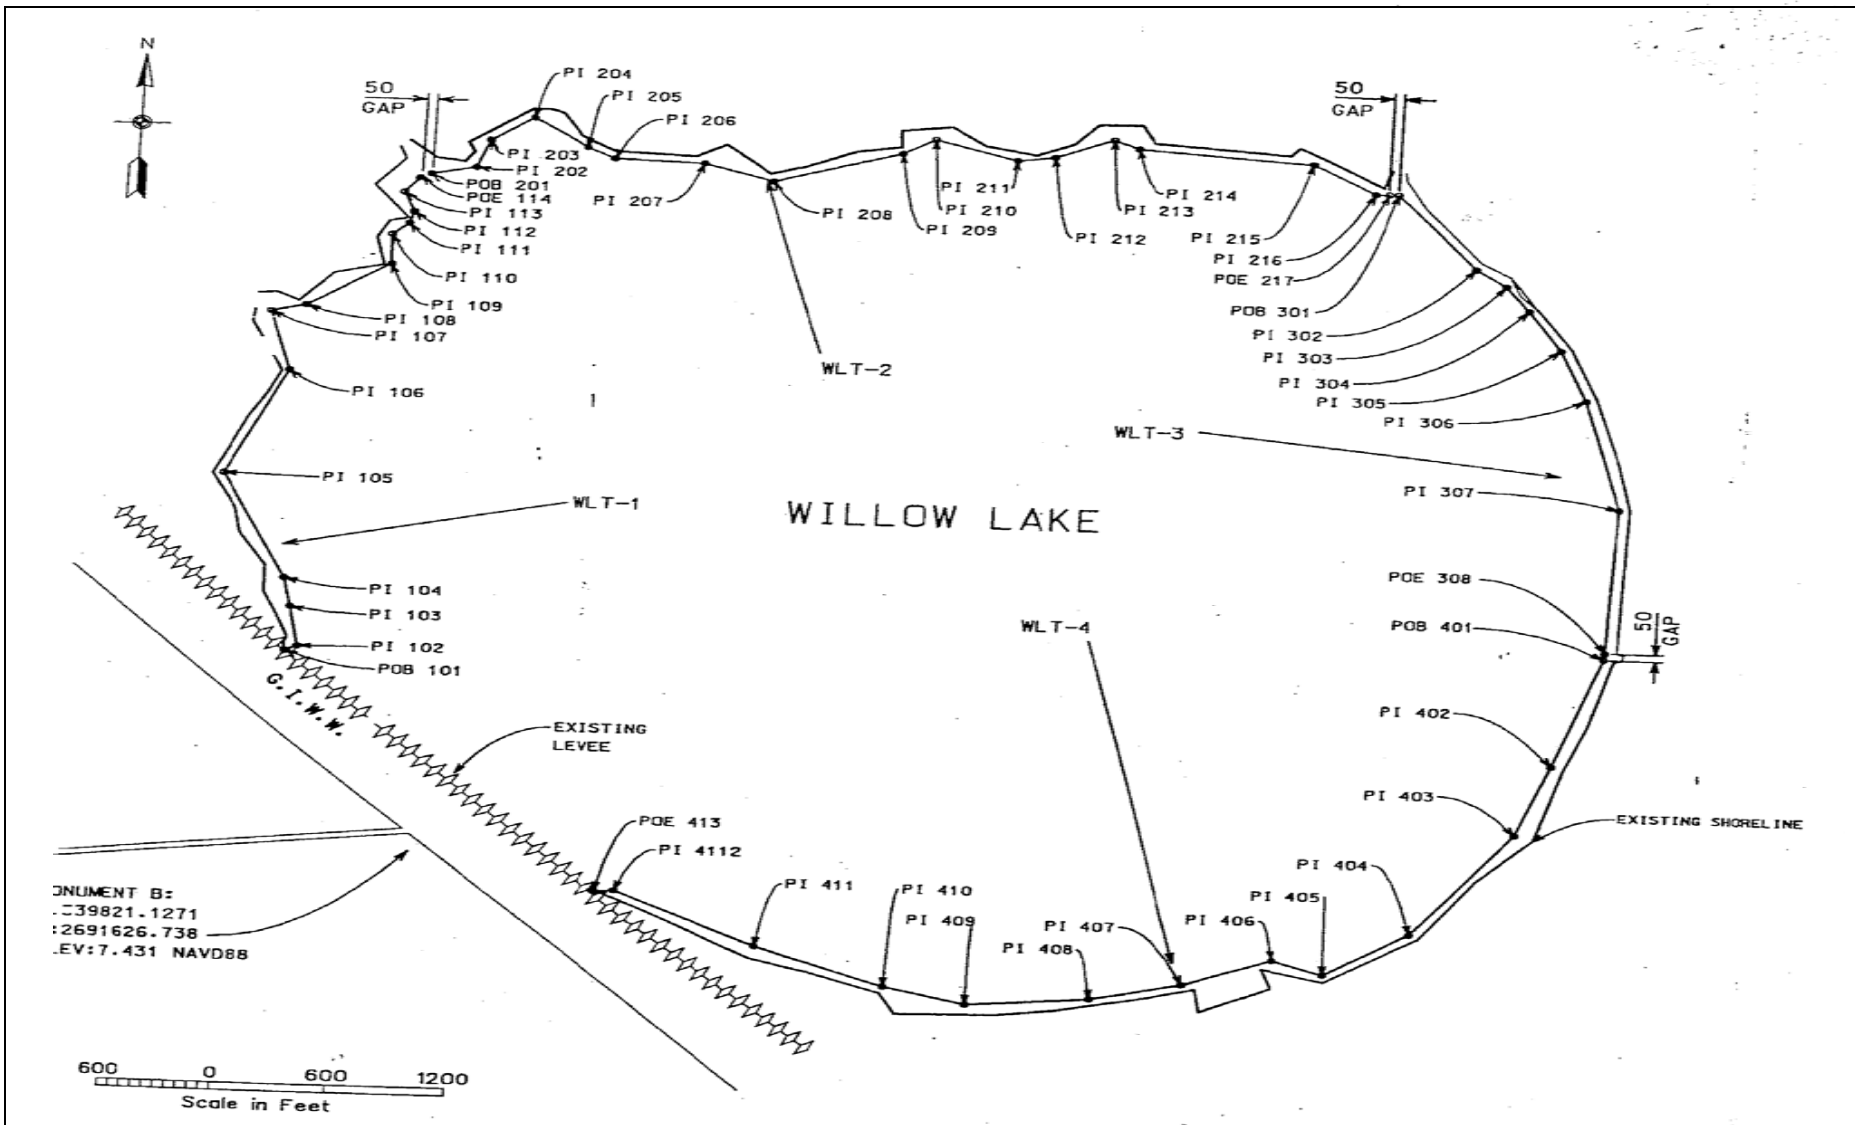 N
50
GAP
PI 204
PI 205
PI 206
PI 203
PI 202
POB 201
POE 114
PI 113
PI 112
PI 111
PI 110
PI 109
PI 108
PI 107
PI 106
PI 105
PI 104
PI 103
PI 102
POB 101
PI 207
PI 208
PI 209
PI 210
PI 211
PI 212
PI 213
PI 214
PI 215
PI 216
POE 217
50
GAP
POB 301
PI 302
PI 303
PI 304
PI 305
PI 306
PI 307
POE 308
POB 401
50
GAP
PI 402
PI 403
EXISTING SHORELINE
PI 404
PI 405
PI 406
PI 407
PI 408
PI 409
PI 410
PI 411
PI 4112
POE 413
WLT-1
WLT-2
WLT-3
WLT-4
WILLOW LAKE
G.I.W.W.
EXISTING
LEVEE
ONUMENT B:
39821.1271
:2691626.738
EV:7.431 NAVD88
600 0 600 1200
Scale in Feet